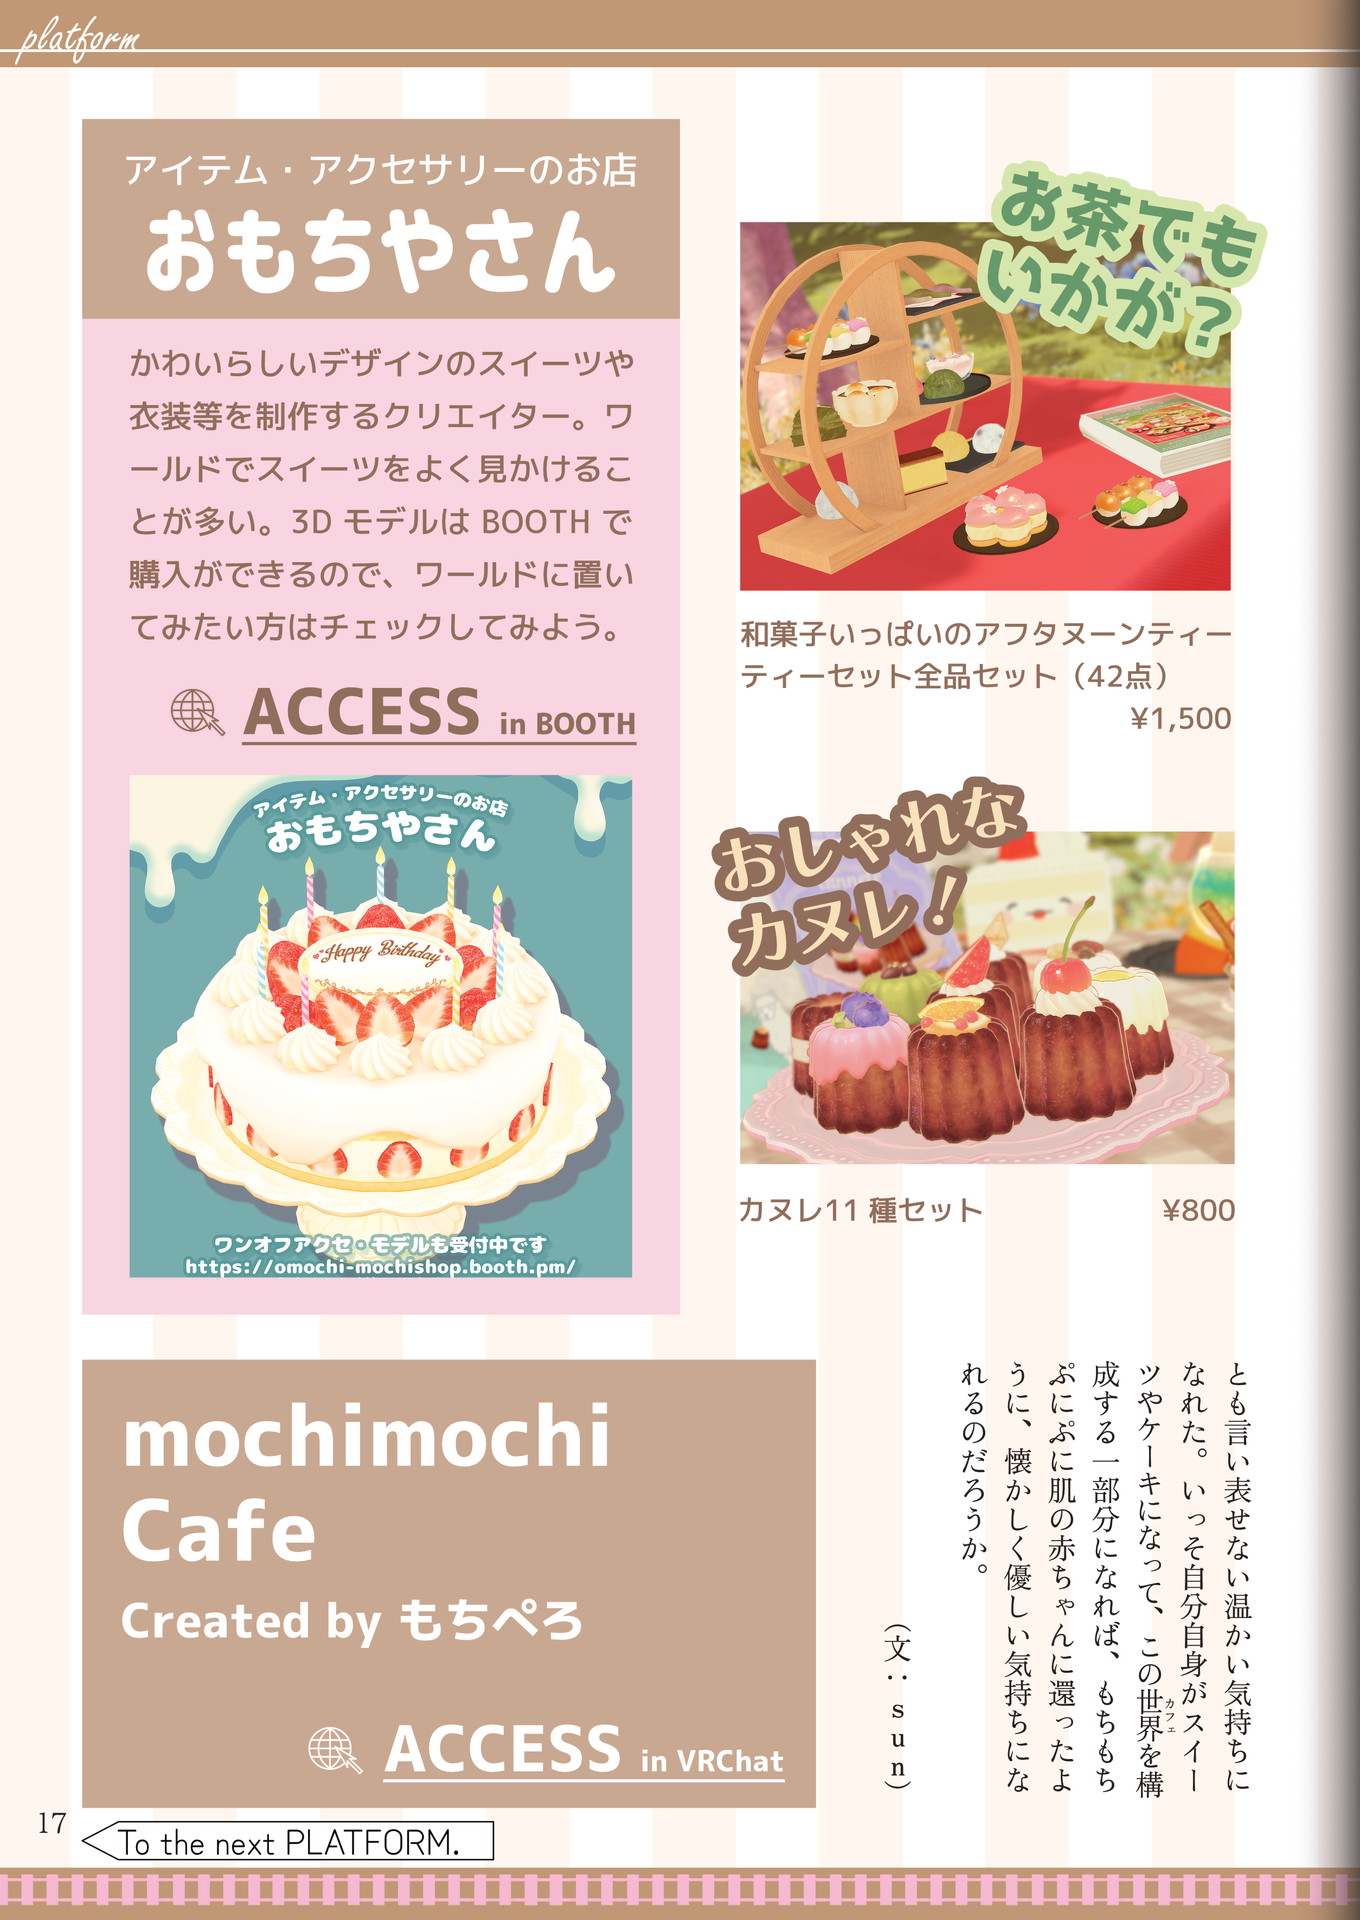 platform
アイテム・アクセサリーのお店
おもちやさん
かわいらしいデザインのスイーツや
衣装等を制作するクリエイター。ワ
ールドでスイーツをよく見かけるこ
とが多い。3D モデルは BOOTH で
購入ができるので、ワールドに置い
てみたい方はチェックしてみよう。
ACCESS in BOOTH
アイテム・アクセサリーのお店
おもちやさん
Happy Birthday
ワンオフアクセ・モデルも受付中です
https://omochi-mochishop.booth.pm/
お茶でも
いかが?
和菓子いっぱいのアフタヌーンティー
ティーセット全品セット（42点）
¥1,500
おしゃれな
カヌレ!
カヌレ11 種セット ¥800
とも言い表せない温かい気持ちに
なれた。いっそ自分自身がスイー
ツやケーキになって、この世界を構
カフェ
成する一部分になれば、もちもち
ぷにぷに肌の赤ちゃんに還ったよ
うに、懐かしく優しい気持ちにな
れるのだろうか。
（文：sun）
mochimochi
Cafe
Created by もちぺろ
ACCESS in VRChat
17
To the next PLATFORM.